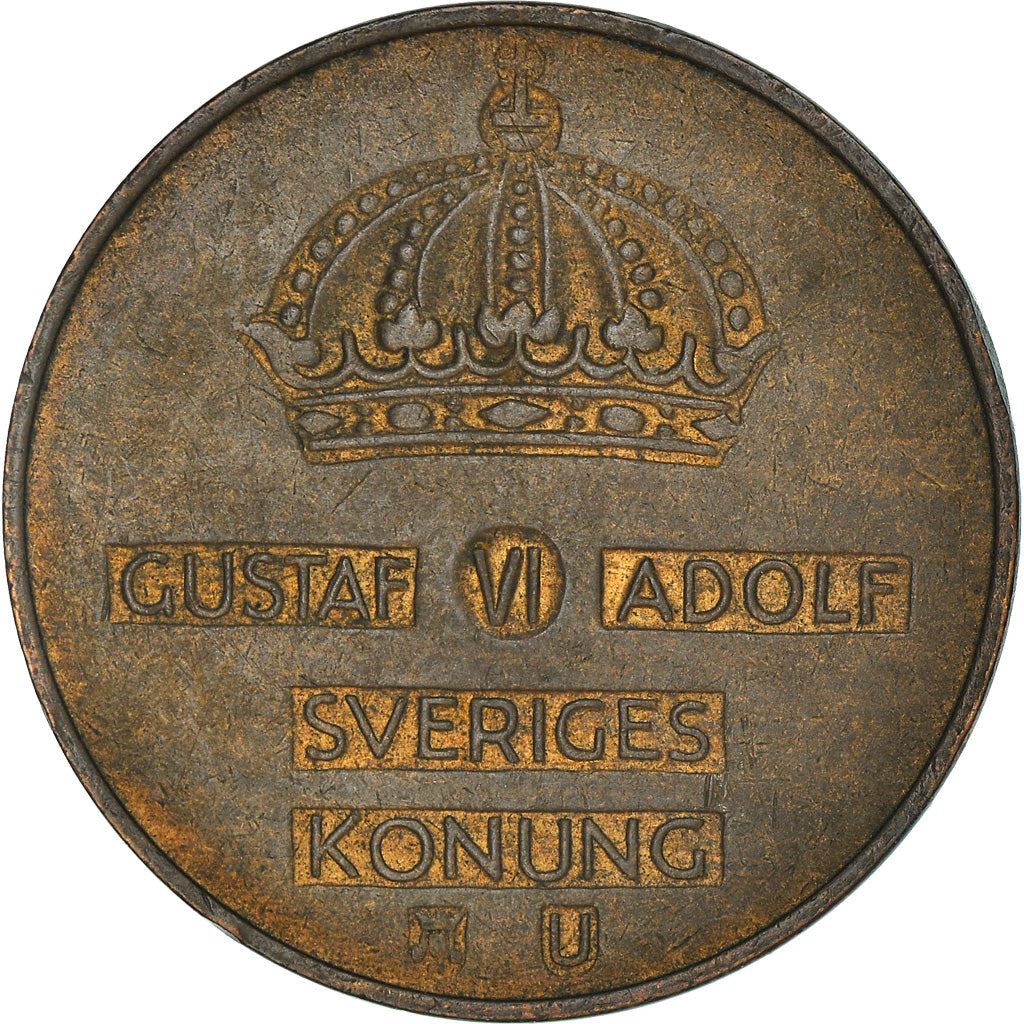 GUSTAF VI ADOLF
SVERIGES
KONUNG
U